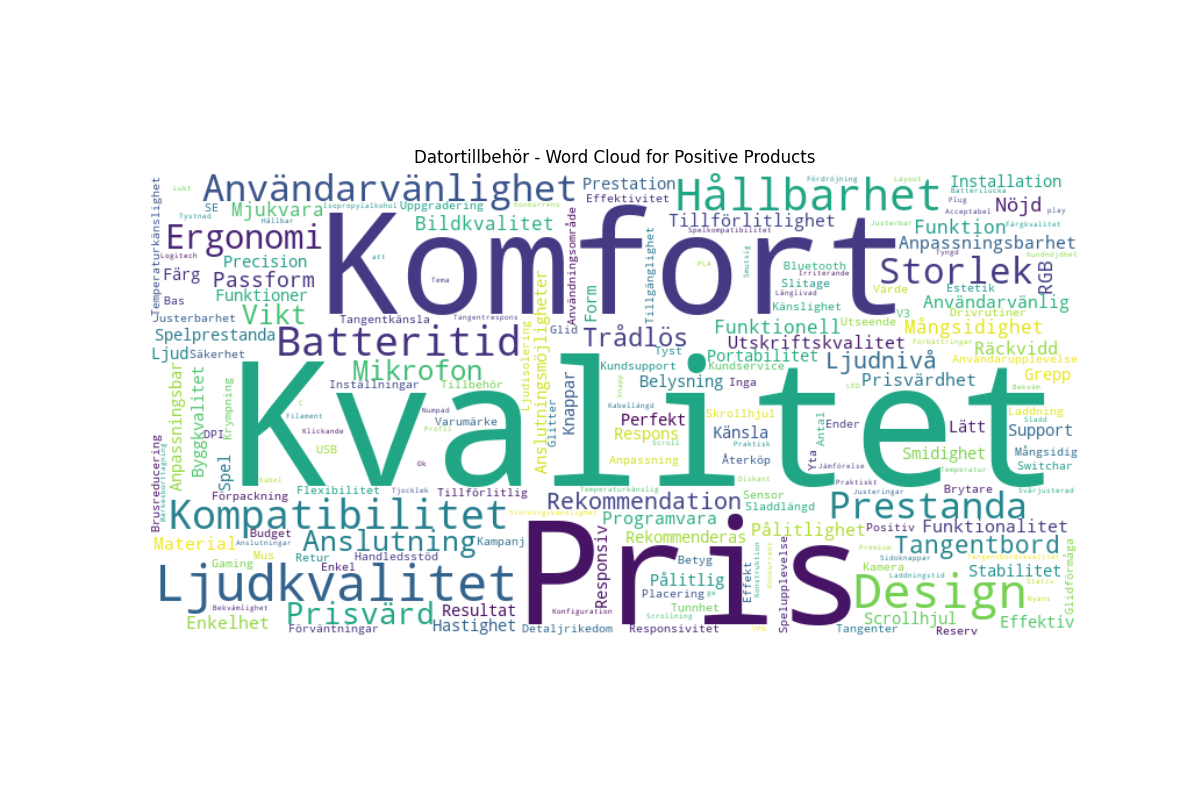 Datortillbehör - Word Cloud for Positive Products
Komfort
Kvalitet
Pris
Användarvänlighet
Prestation
Effektivitet
Hållbarhet
Installation
Nöjd
Lukt
Tystnad
SE
Mjukvara
Hållbar
Isopropylalkohol
Uppgradering
Konkurrens
Bildkvalitet
Tillförlitlighet
Spelkompatibilitet
Fördröjning
Layout
Batterilucka
Plug
Acceptabel
play
Justerbar
Färgkvalitet
Funktion
Anpassningsbarhet
Tyngd
Kundnöjdhet
Temperaturkänslighet
Ergonomi
Logitech
Precision
Färg
Passform
Funktioner
Bas
Vikt
att
Tema
Användningsområde
Form
Tillgänglighet
PLA
Smutsig
Bluetooth
Irriterande
Slitage
Långlivad
Känslighet
Värde
Storlek
RGB
Estetik
Användarvänlig
V3
Drivrutiner
Justerbarhet
Spelprestanda
Ljud
Säkerhet
Tangentkänsla
Tangentrespons
Batteritid
Mikrofon
Ljudisolering
Anslutningsmöjligheter
Glid
Trådlös
Tyst
Kundsupport
Funktionell
Utseende
Utskriftskvalitet
Portabilitet
Kundservice
Mångsidighet
Förbättringar
Räckvidd
Användarupplevelse
Ljudnivå
Prisvärdhet
Grepp
Bekväm
LED
Belysning
Inga
Knapp
Inställningar
Tillbehör
Anpassningsbar
Byggkvalitet
Krympning
DPI
Spel
C
Filament
Klickande
USB
Numpad
Varumärke
Profil
Ok
Glitter
Knappar
Kabellängd
Perfekt
Respons
Scroll
Anpassning
Skrollhjul
Känsla
Praktisk
Återköp
Antal
Yta
Ender
Jämförelse
Lätt
Smidighet
Temperatur
Laddning
Sladd
Support
Mångsidig
Switchar
Svårjusterad
Brusreducering
Märkesborttagning
Kabel
Förpackning
Flexibilitet
Tjocklek
Tillförlitlig
Temperaturkänslig
Diskant
Sensor
Sladdlängd
Praktiskt
Justeringar
Brytare
Kompatibilitet
Störningskänslighet
Rekommendation
Programvara
Rekommenderas
Pålitlighet
Prestanda
Positiv
Funktionalitet
Material
Budget
Anslutningar
Mus
Gaming
Retur
Enkel
Anslutning
Kampanj
Handledsstöd
Responsiv
Betyg
Pålitlig
Placering
Tunnhet
Effekt
Konstruktion
Konkurrent
Spelupplevelse
Premium
Sidoknappar
Kamera
Laddningstid
Tangentbord
Tangentbordskvalitet
Stabilitet
Stativ
Nyans
Glidförmåga
Ljudkvalitet
Bekvämlighet
Enkelhet
Prisvärd
Förväntningar
Resultat
Hastighet
Detaljrikedom
Konfiguration
Scrollning
Responsivitet
Design
Scrollhjul
Tangenter
Reserv
Effektiv